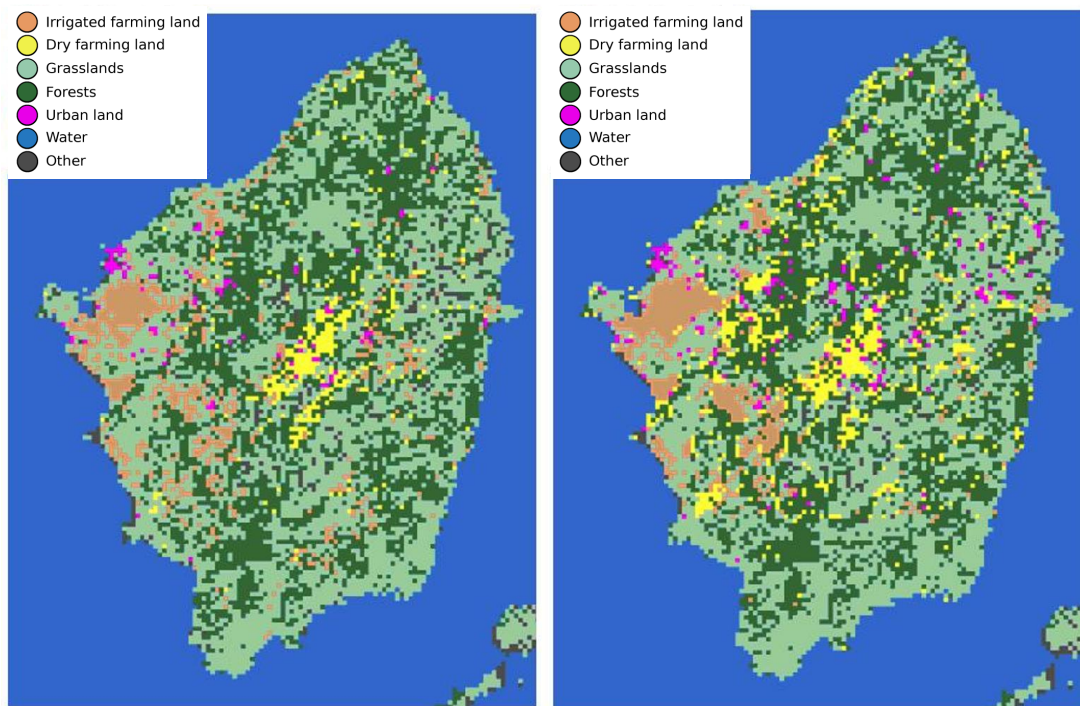 Irrigated farming land
Dry farming land
Grasslands
Forests
Urban land
Water
Other
Irrigated farming land
Dry farming land
Grasslands
Forests
Urban land
Water
Other